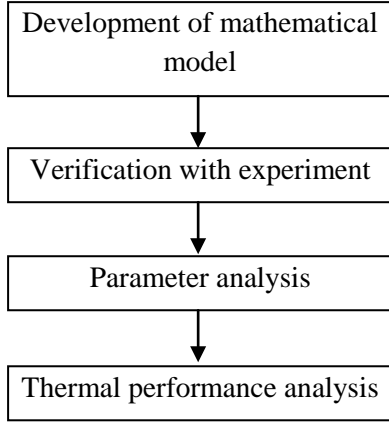 Development of mathematical
model
Verification with experiment
Parameter analysis
Thermal performance analysis